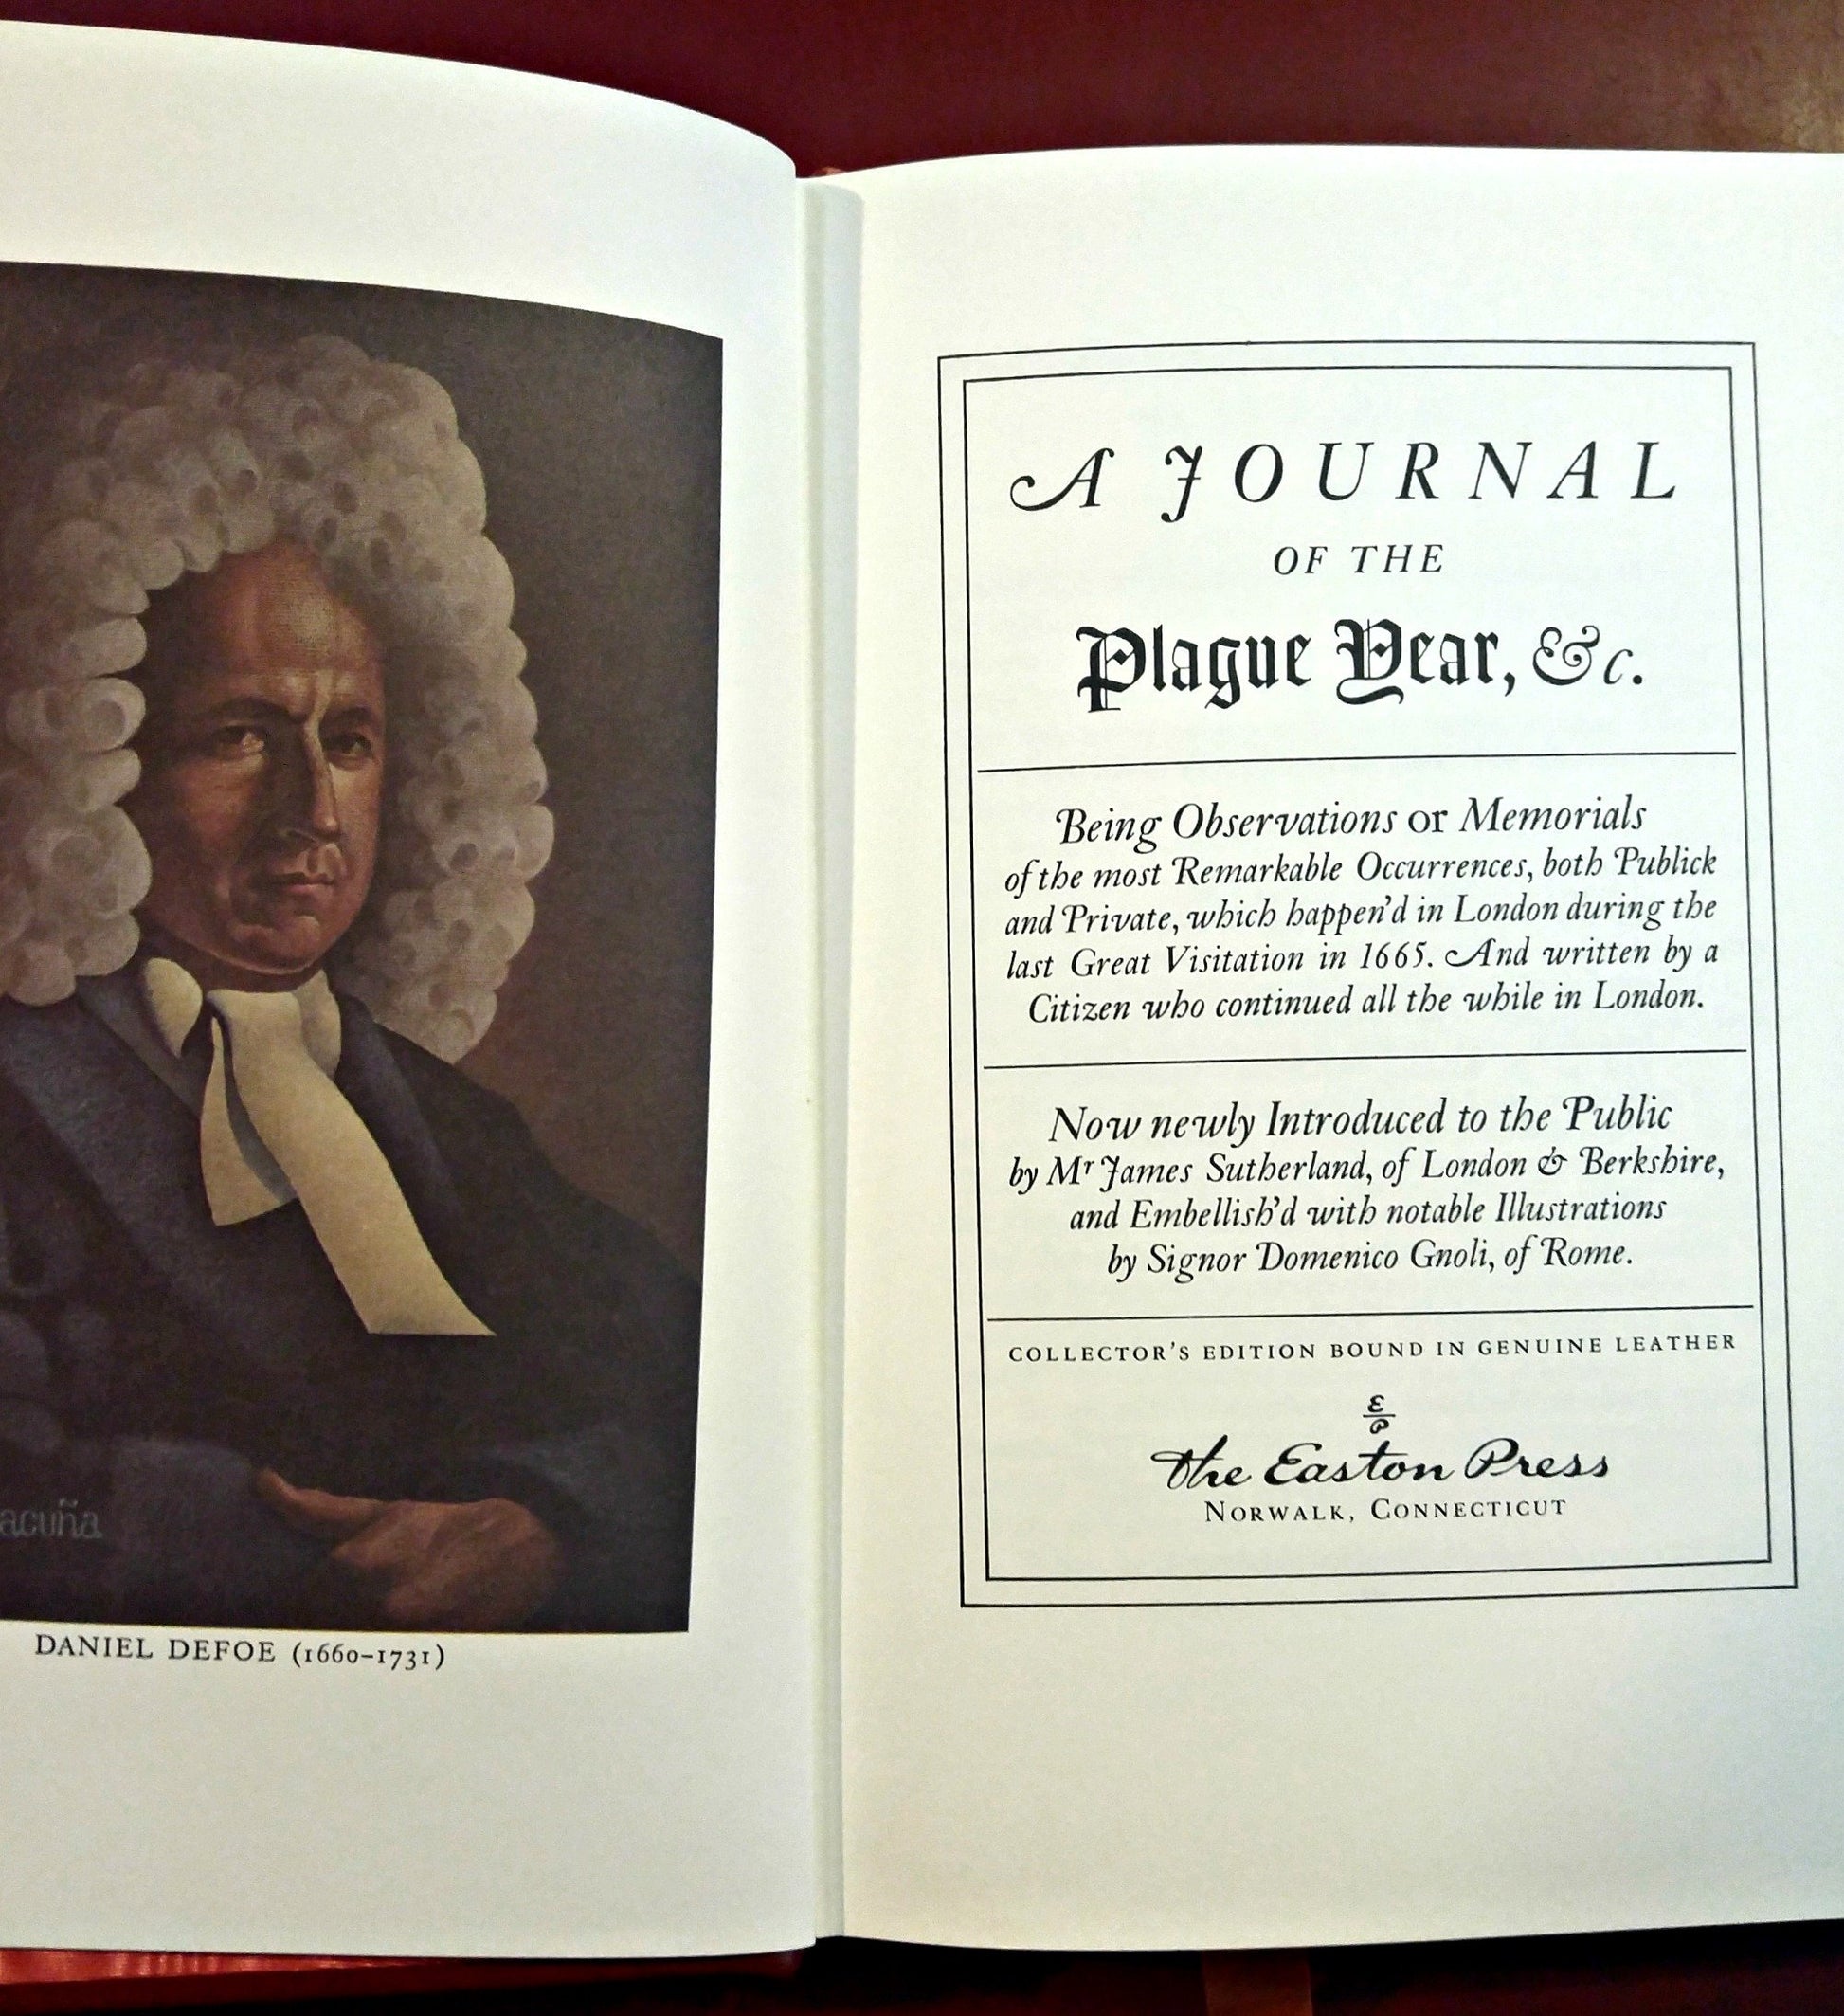 acuña
DANIEL DEFOE (1660–1731)
A JOURNAL
OF THE
Plague Year, &c.
Being Observations or Memorials
of the most Remarkable Occurrences, both Publick
and Private, which happen'd in London during the
last Great Visitation in 1665. And written by a
Citizen who continued all the while in London.
Now newly Introduced to the Public
by Mr James Sutherland, of London & Berkshire,
and Embellish'd with notable Illustrations
by Signor Domenico Gnoli, of Rome.
COLLECTOR'S EDITION BOUND IN GENUINE LEATHER
E
P
the Easton Press
NORWALK, CONNECTICUT